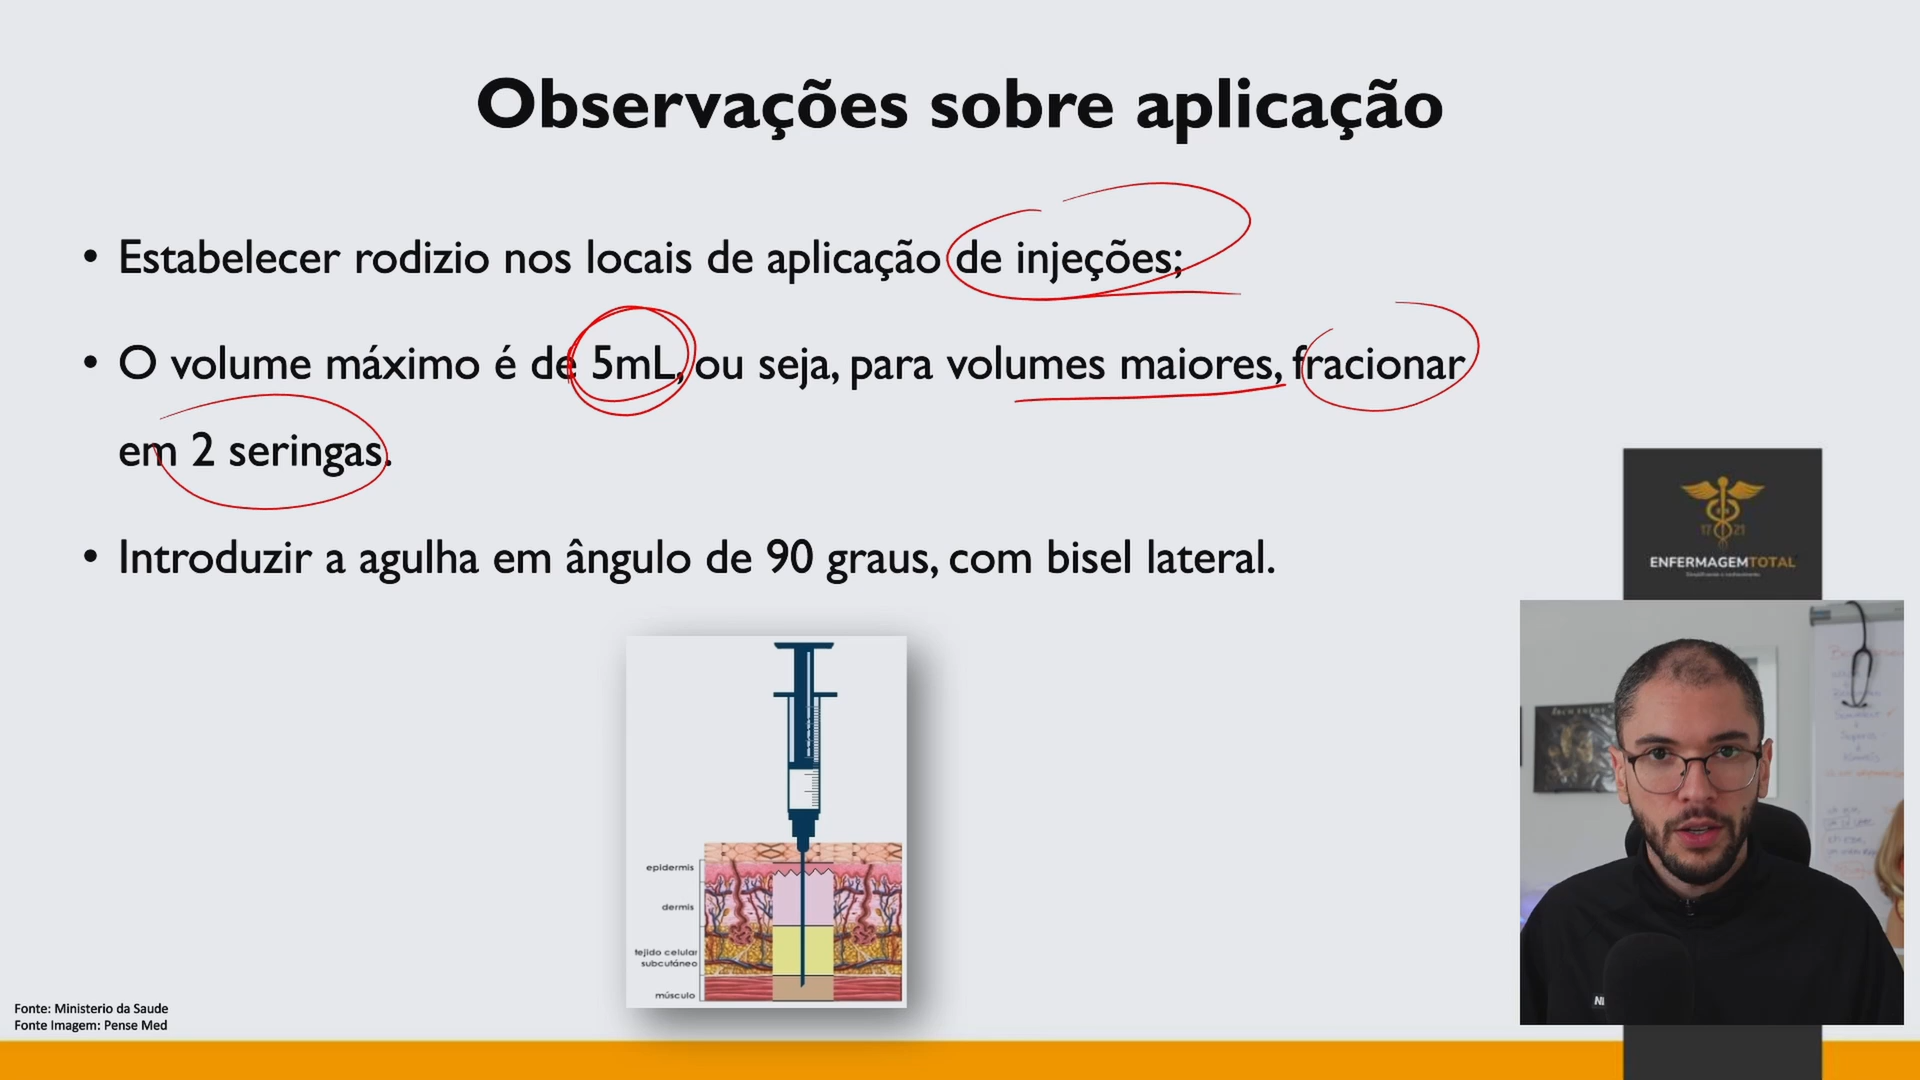 Observações sobre aplicação
• Estabelecer rodizio nos locais de aplicação de injeções;
• O volume máximo é de 5mL, ou seja, para volumes maiores, fracionar
em 2 seringas.
• Introduzir a agulha em ângulo de 90 graus, com bisel lateral.
17 21
ENFERMAGEMTOTAL
epidermis
dermis
tejido celular
subcutáneo
músculo
Fonte: Ministerio da Saude
Fonte Imagem: Pense Med